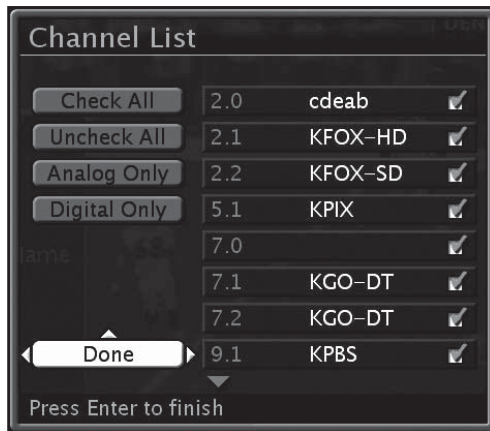 Channel List
Check All 2.0 cdeab
Uncheck All 2.1 KFOX-HD
Analog Only 2.2 KFOX-SD
Digital Only 5.1 KPIX
7.0
7.1 KGO-DT
7.2 KGO-DT
Done 9.1 KPBS
Press Enter to finish